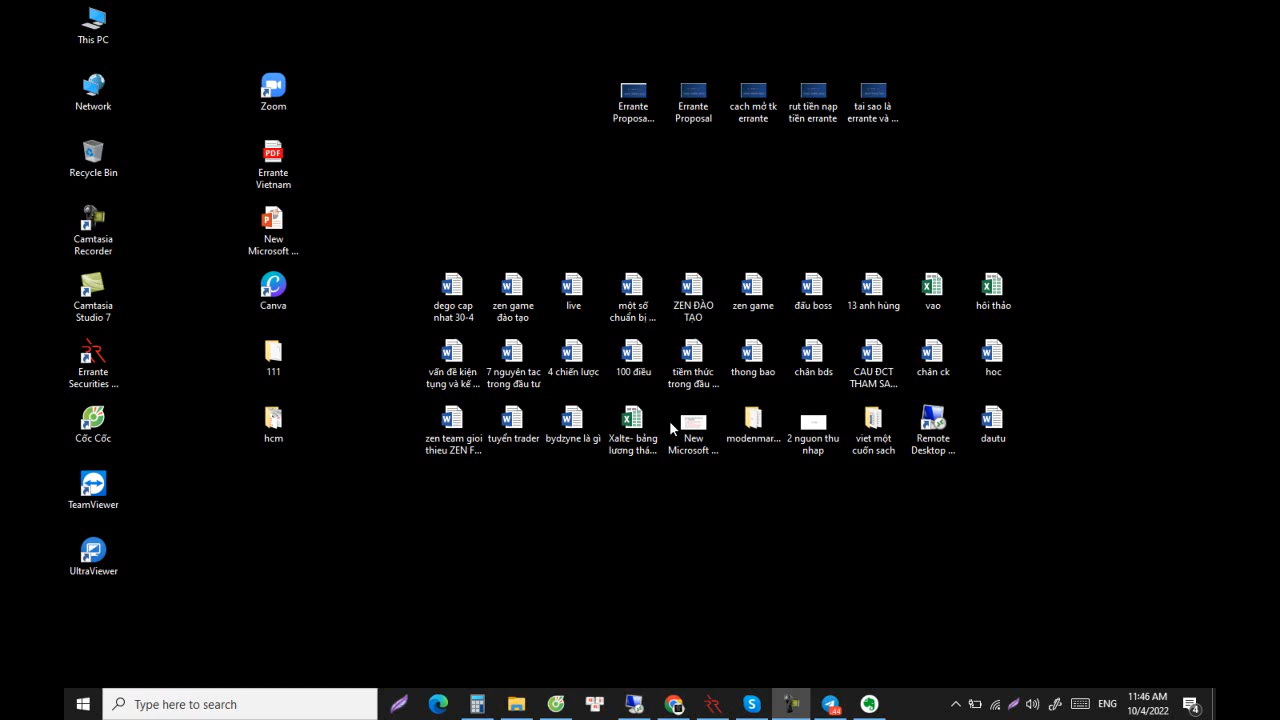 This PC
Network
Recycle Bin
Camtasia
Recorder
Camtasia
Studio 7
Errante
Securities ...
Cốc Cốc
TeamViewer
UltraViewer
Zoom
PDF
Errante
Vietnam
New
Microsoft ...
Canva
111
hcm
Errante
Proposa...
Errante
Proposal
cach mở tk
errante
rut tiền nạp
tiền errante
tai sao là
errante và ...
dego cap
nhat 30-4
zen game
đào tạo
live
một số
chuẩn bị ...
ZEN ĐÀO
TẠO
zen game
đấu boss
13 anh hùng
vao
hôi thảo
vấn đề kiện
tụng và kế ...
7 nguyên tac
trong đầu tư
4 chiến lược
100 điều
tiềm thức
trong đầu ...
thong bao
chân bds
CAU ĐCT
THAM SA...
chân ck
hoc
zen team gioi
thieu ZEN F...
tuyển trader
bydzyne là gì
Xalte- bảng
lương thá...
New
Microsoft ...
modenmar...
2 nguon thu
nhap
viet một
cuốn sach
Remote
Desktop ...
dautu
Type here to search
44
ENG
11:46 AM
10/4/2022
4